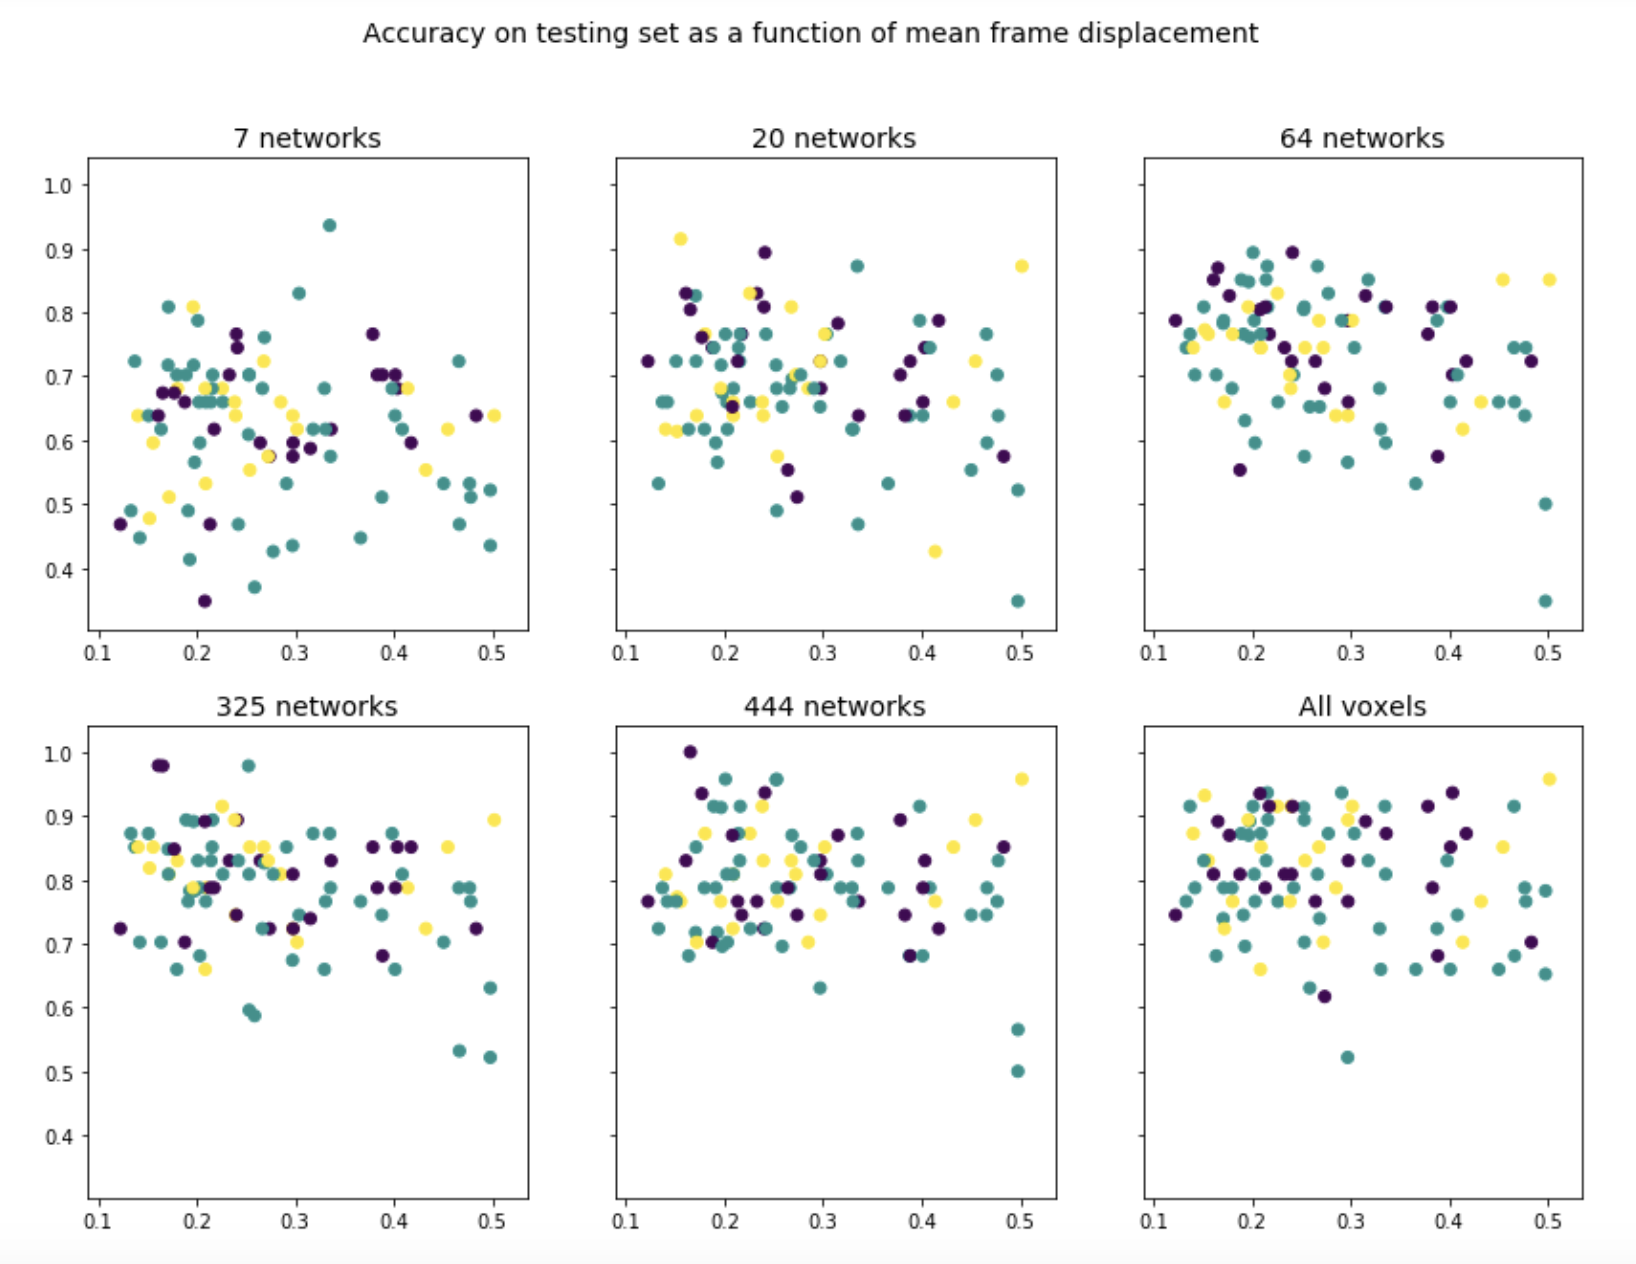 Accuracy on testing set as a function of mean frame displacement
7 networks
20 networks
64 networks
1.0
0.9
0.8
0.7
0.6
0.5
0.4
0.1 0.2 0.3 0.4 0.5
0.1 0.2 0.3 0.4 0.5
0.1 0.2 0.3 0.4 0.5
325 networks
444 networks
All voxels
1.0
0.9
0.8
0.7
0.6
0.5
0.4
0.1 0.2 0.3 0.4 0.5
0.1 0.2 0.3 0.4 0.5
0.1 0.2 0.3 0.4 0.5